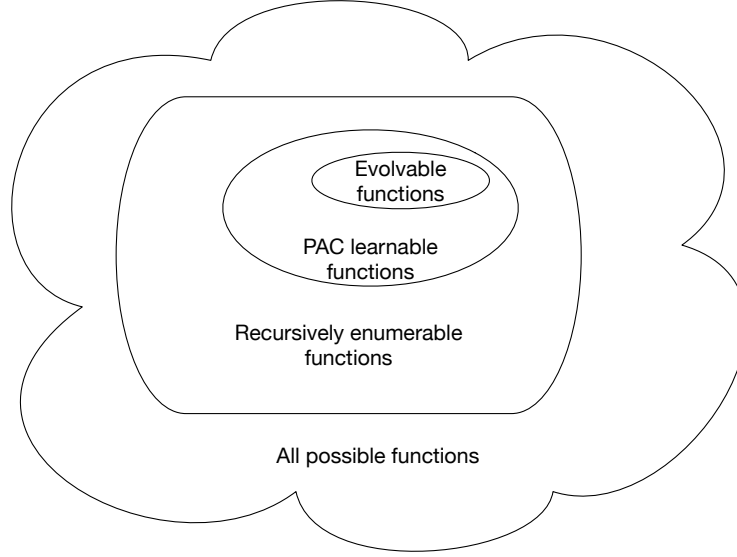 Evolvable
functions
PAC learnable
functions
Recursively enumerable
functions
All possible functions